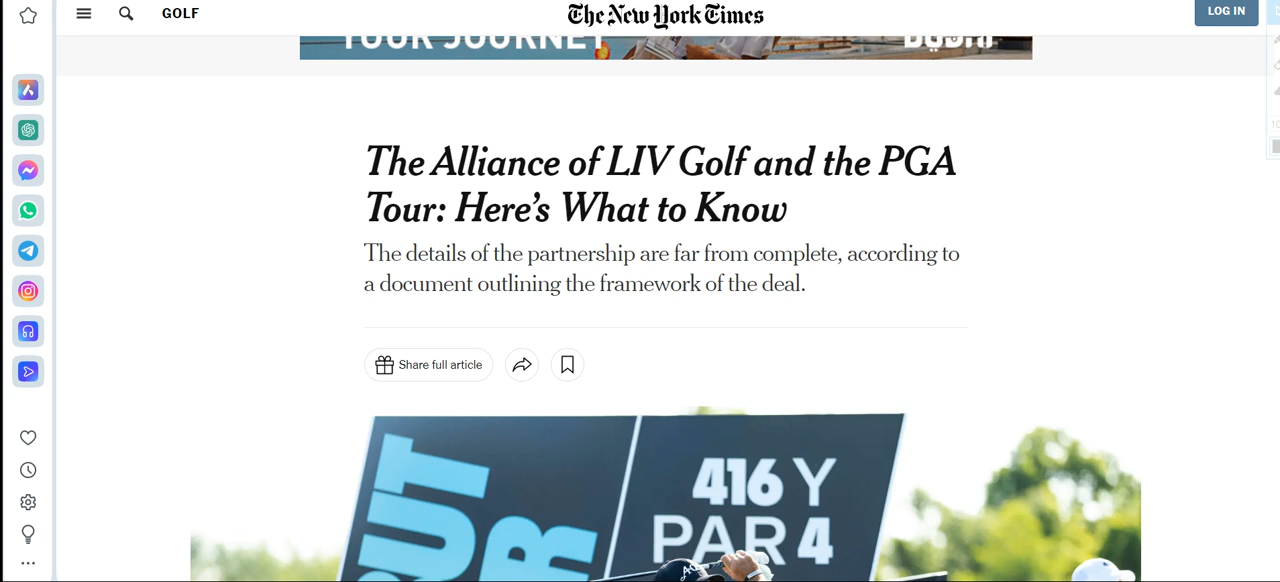 GOLF
The New York Times
LOG IN
YOUR JOURNEY
The Alliance of LIV Golf and the PGA
Tour: Here's What to Know
The details of the partnership are far from complete, according to
a document outlining the framework of the deal.
Share full article
416 Y
PAR 4